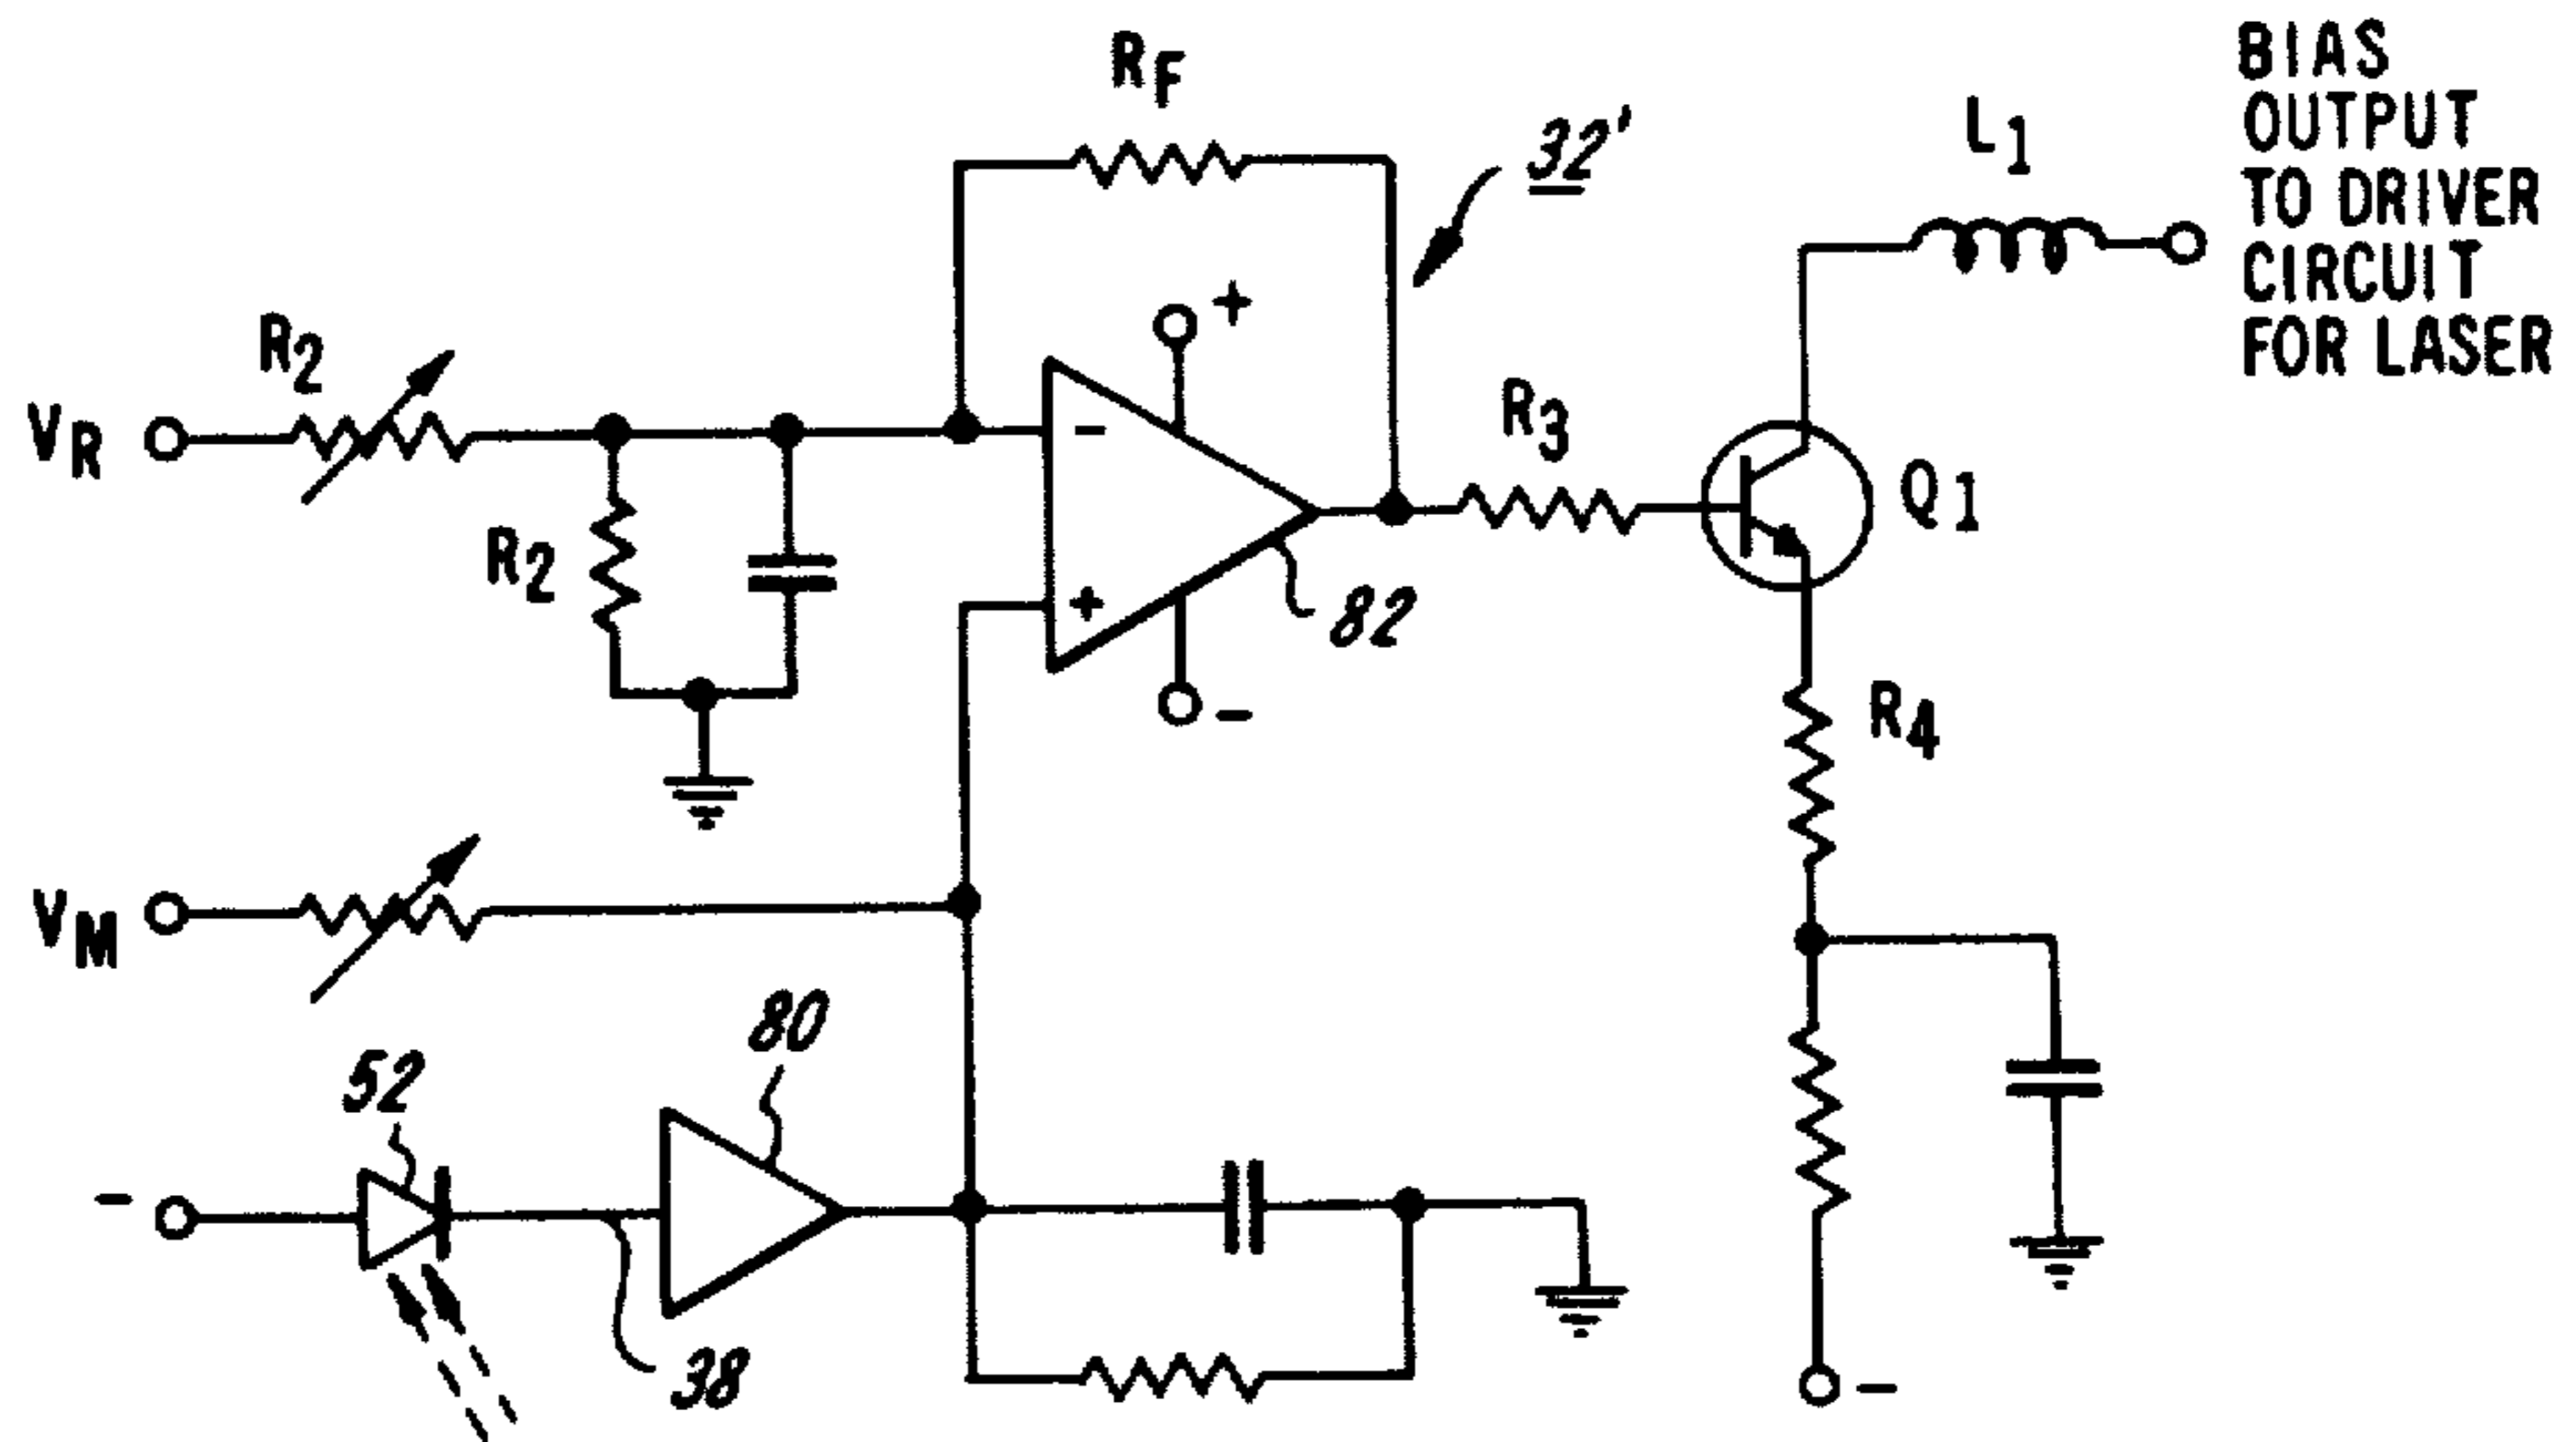 BIAS
OUTPUT
TO DRIVER
CIRCUIT
FOR LASER
L1
RF
32'
R2
VR
+
R3
-
Q1
R2
+
82
-
R4
VM
80
52
-
38
-